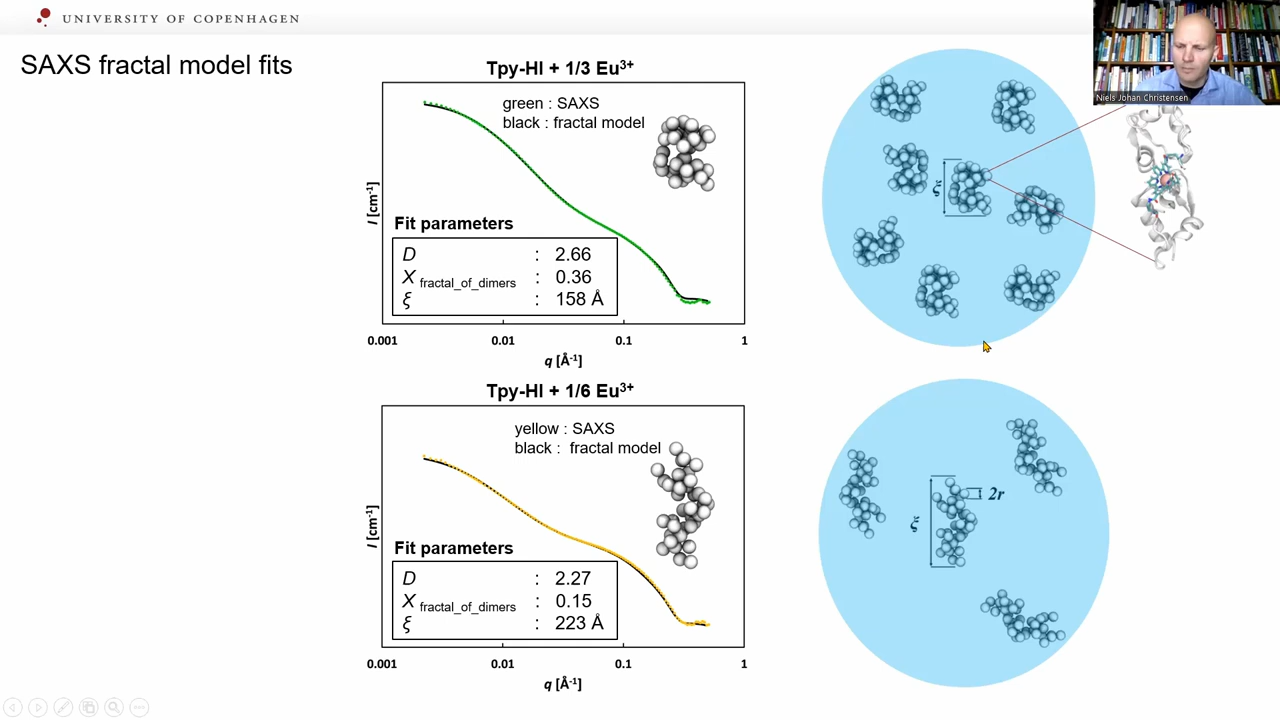 UNIVERSITY OF COPENHAGEN
SAXS fractal model fits
Tpy-HI + 1/3 Eu3+
green : SAXS
black : fractal model
I [cm-1]
Fit parameters
D : 2.66
X fractal_of_dimers : 0.36
ξ : 158 Å
0.001 0.01 0.1 1
q [Å-1]
ξ
Niels Johan Christensen
Tpy-HI + 1/6 Eu3+
yellow : SAXS
black : fractal model
I [cm-1]
Fit parameters
D : 2.27
X fractal_of_dimers : 0.15
ξ : 223 Å
0.001 0.01 0.1 1
q [Å-1]
ξ
2r